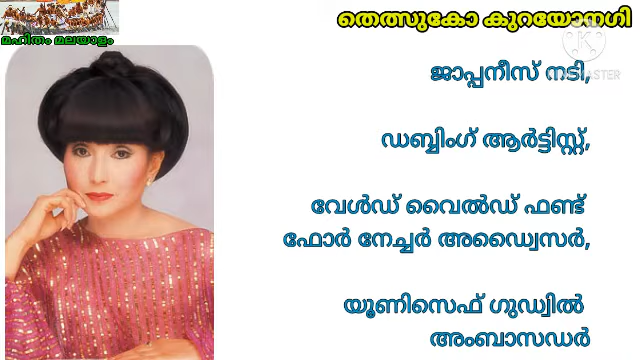 തെത്സുകോ കുറയോനഗി
മഹിതം മലയാളം
ജാപ്പനീസ് നടി,
ഡബ്ബിംഗ് ആർട്ടിസ്റ്റ്,
വേൾഡ് വൈൽഡ് ഫണ്ട്
ഫോർ നേച്ചർ അഡ്വൈസർ,
യൂണിസെഫ് ഗുഡ്വിൽ
അംബാസഡർ